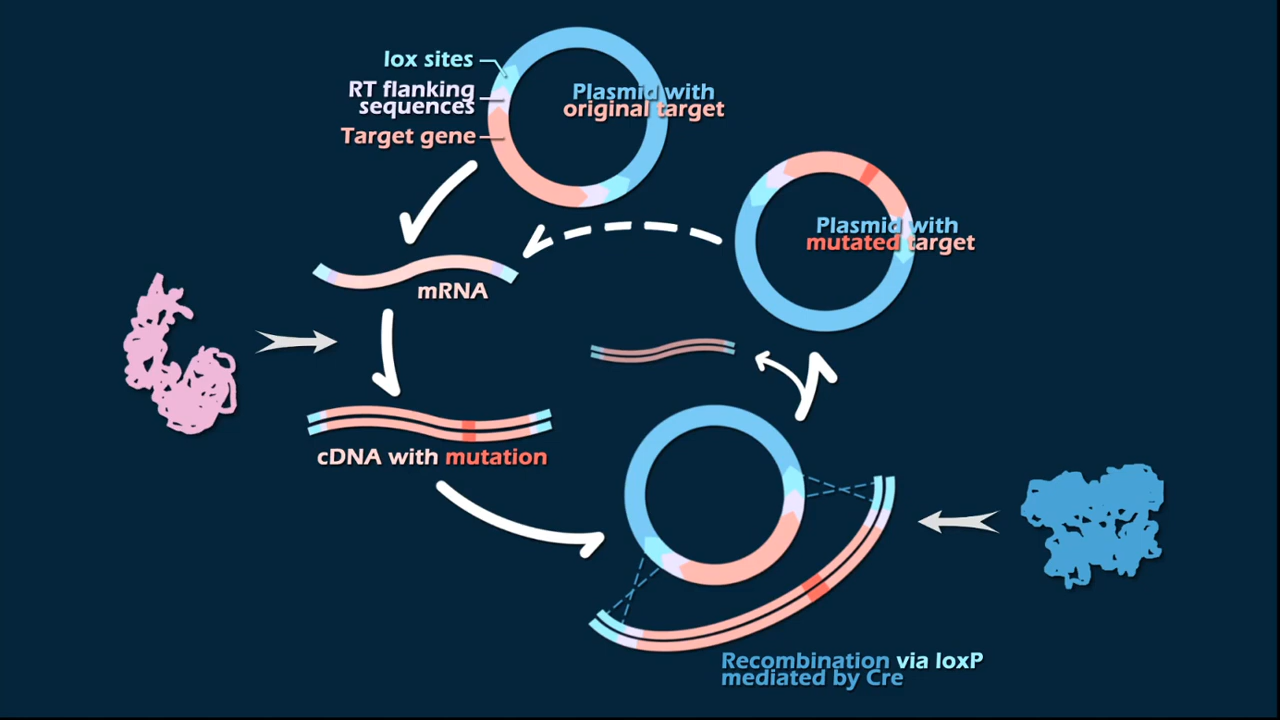 lox sites
RT flanking
sequences
Target gene
Plasmid with
original target
Plasmid with
mutated target
mRNA
cDNA with mutation
Recombination via loxP
mediated by Cre